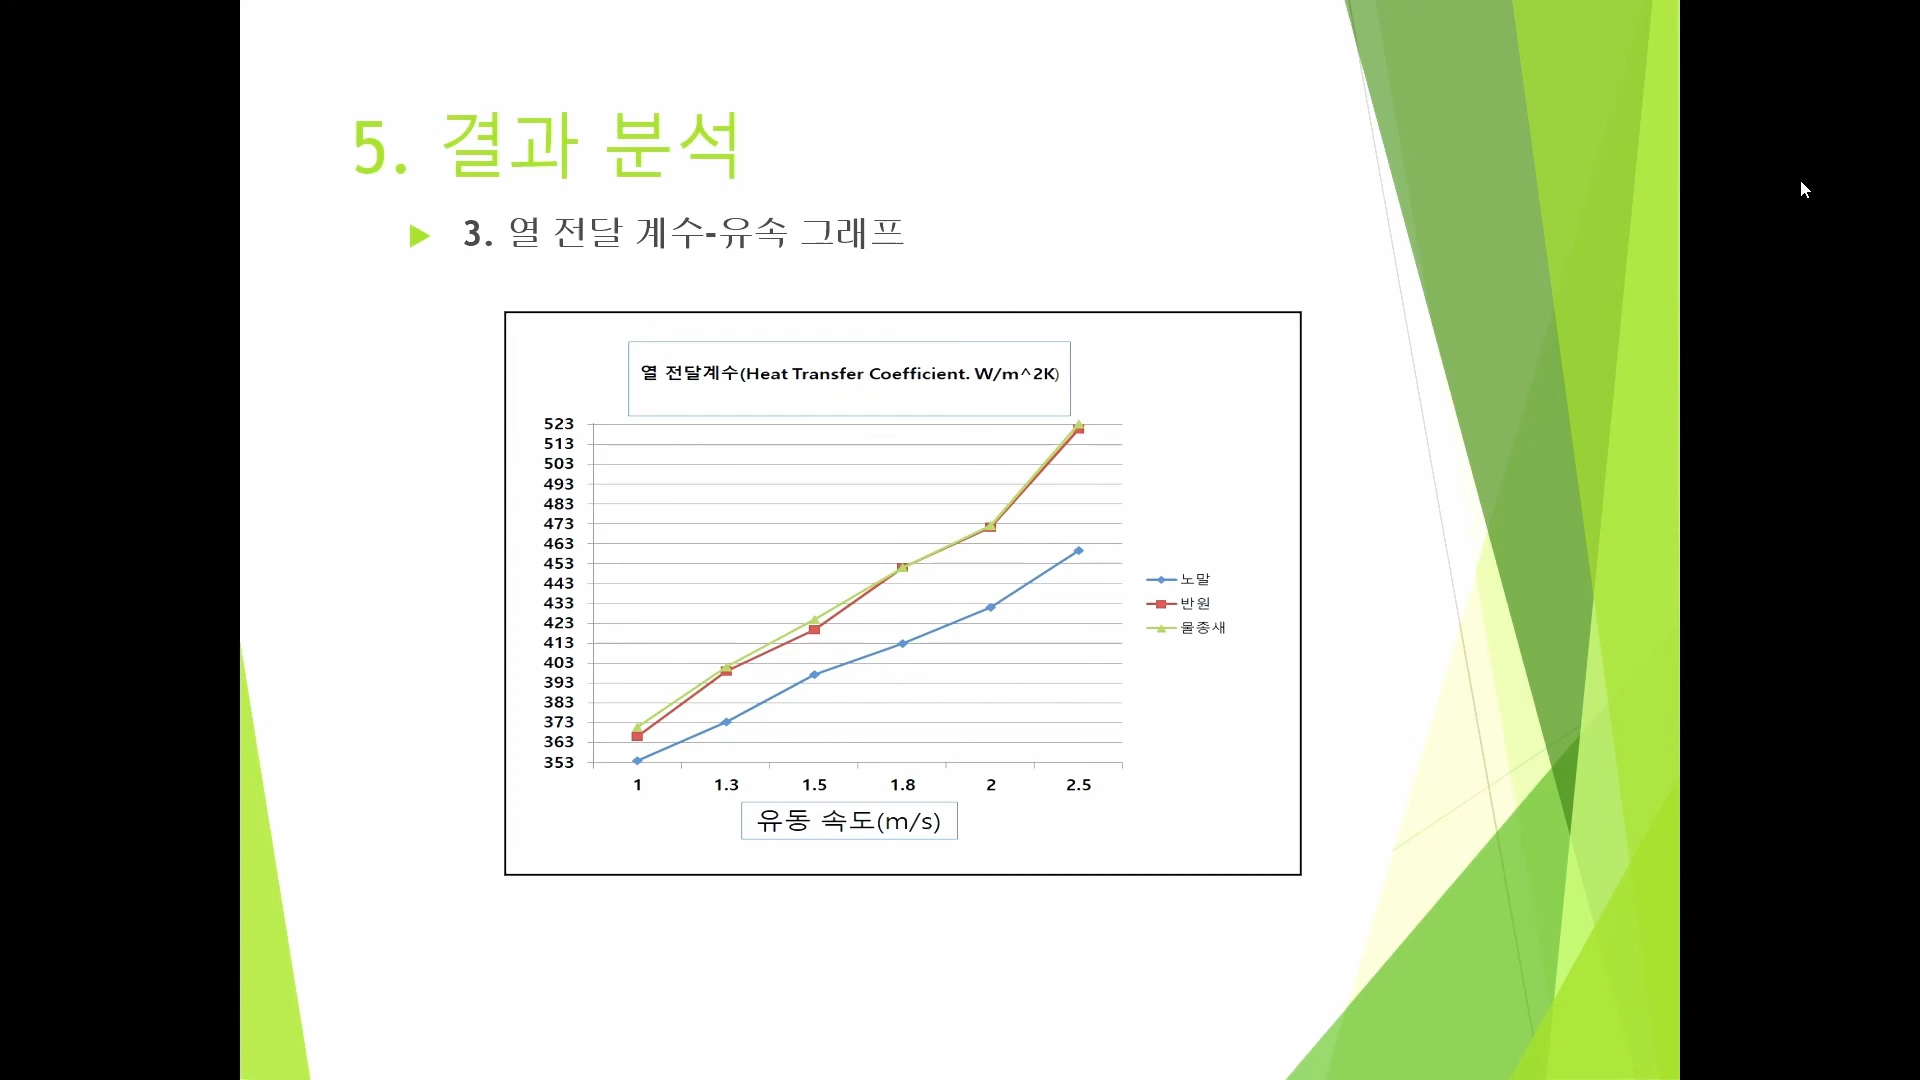 5. 결과 분석
3. 열 전달 계수-유속 그래프
열 전달계수(Heat Transfer Coefficient. W/m^2K)
523
513
503
493
483
473
463
453
443
433
423
413
403
393
383
373
363
353
1 1.3 1.5 1.8 2 2.5
유동 속도(m/s)
노말
반원
물총새